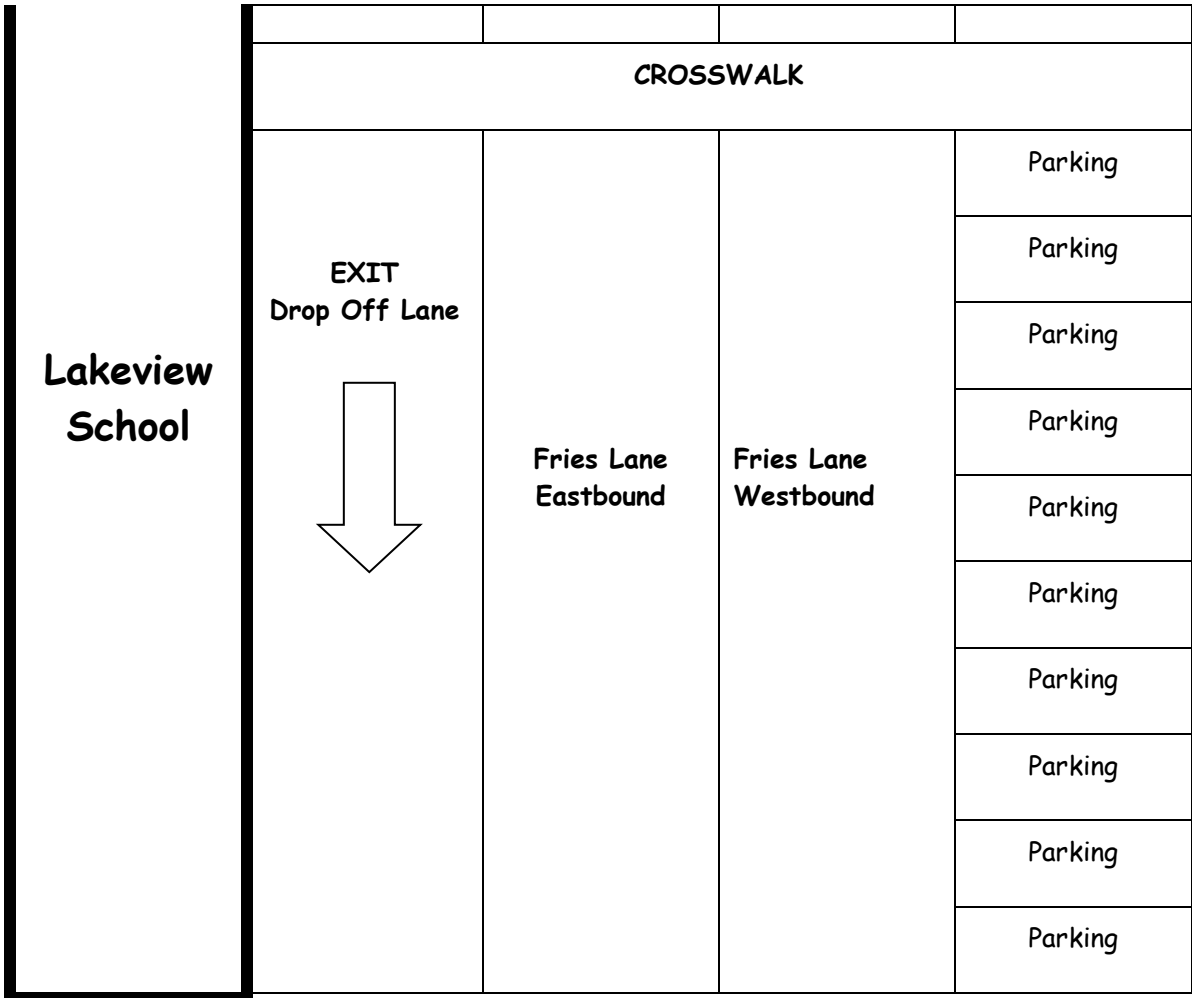 CROSSWALK
Lakeview
School
EXIT
Drop Off Lane
Fries Lane
Eastbound
Fries Lane
Westbound
Parking
Parking
Parking
Parking
Parking
Parking
Parking
Parking
Parking
Parking